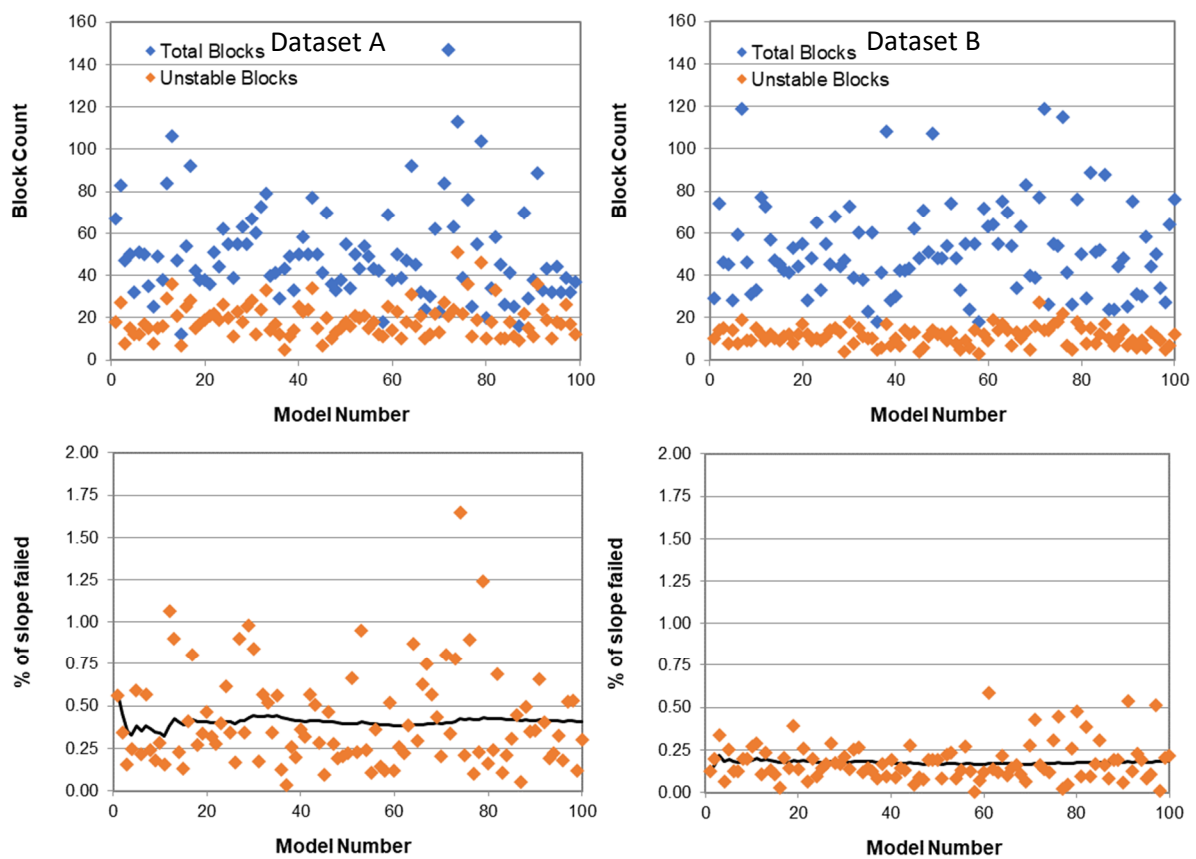 Dataset A
Total Blocks
Unstable Blocks
Block Count
160
140
120
100
80
60
40
20
0
0 20 40 60 80 100
Model Number
Dataset B
Total Blocks
Unstable Blocks
Block Count
160
140
120
100
80
60
40
20
0
0 20 40 60 80 100
Model Number
% of slope failed
2.00
1.75
1.50
1.25
1.00
0.75
0.50
0.25
0.00
0 20 40 60 80 100
Model Number
% of slope failed
2.00
1.75
1.50
1.25
1.00
0.75
0.50
0.25
0.00
0 20 40 60 80 100
Model Number